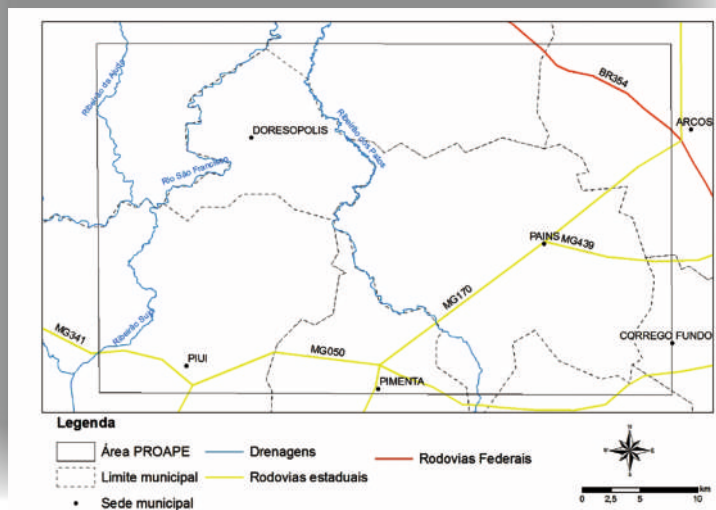 BR354
Ribeirão da Ajuda
ARCOS
DORESOPOLIS
Ribeirão dos Patos
Rio São Francisco
PAINS
MG439
MG170
Ribeirão Sujo
MG341
CORREGO FUNDO
MG050
PIUI
PIMENTA
Legenda
Área PROAPE
Drenagens
Rodovias Federais
Limite municipal
Rodovias estaduais
Sede municipal
N
W E
S
km
0 2,5 5 10